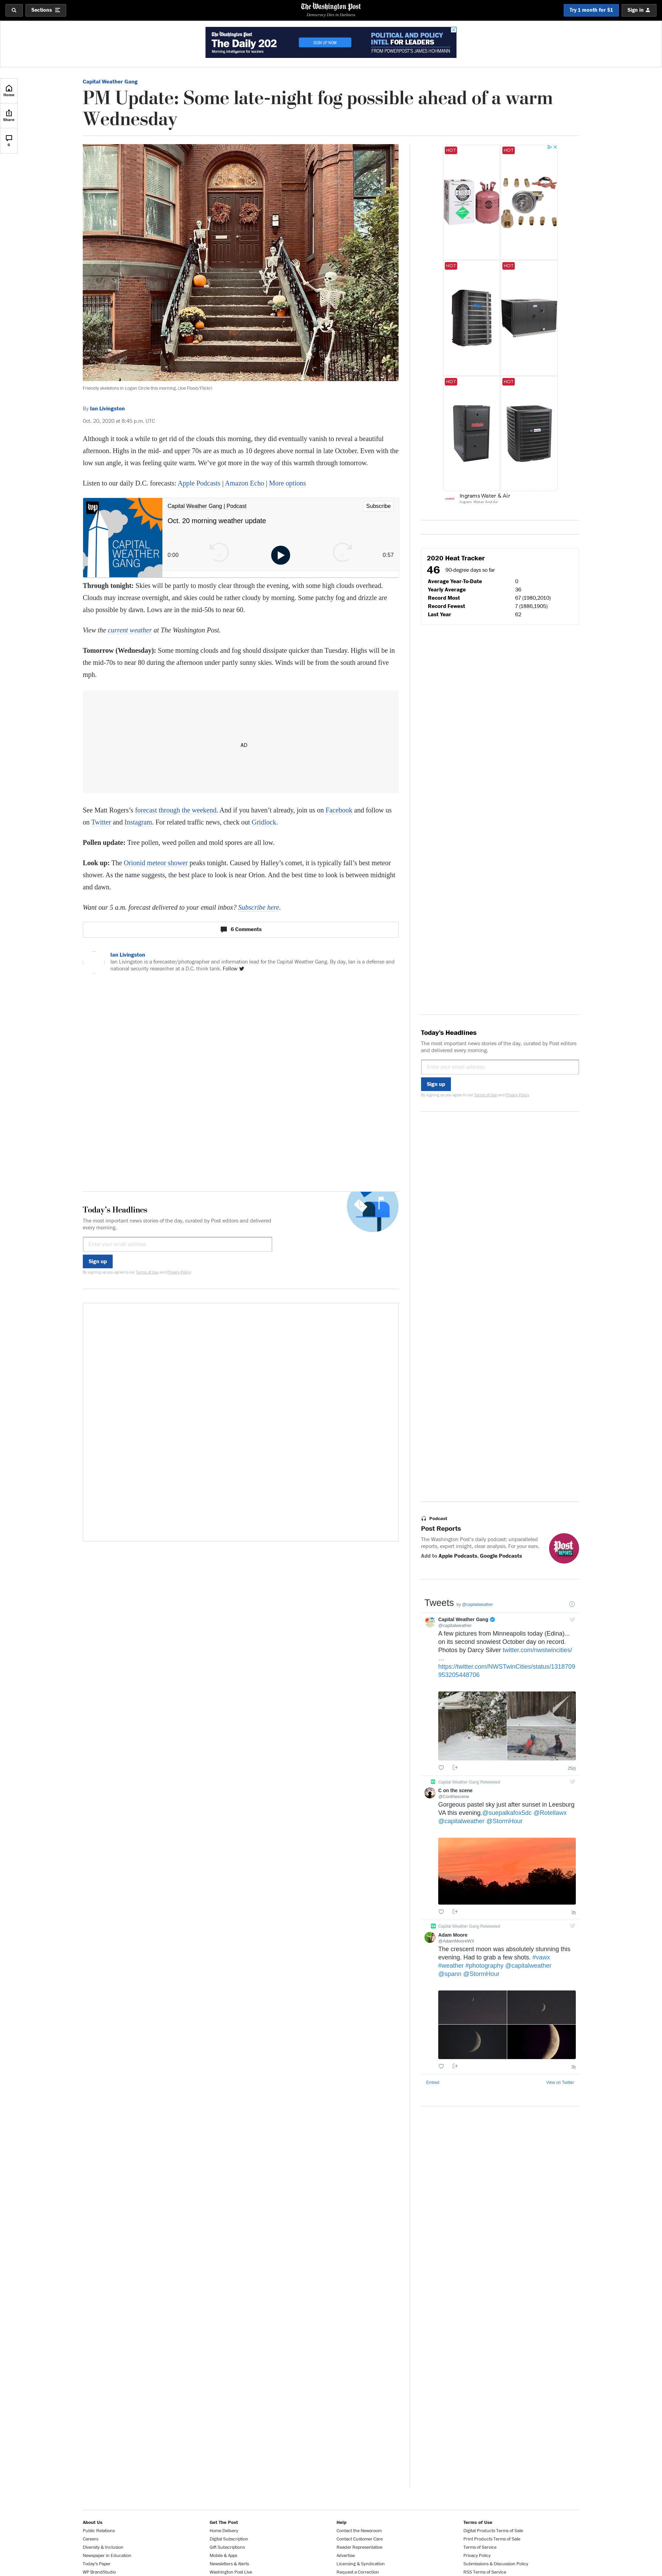 Sections
The Washington Post
Democracy Dies in Darkness
Try 1 month for $1
Sign in
The Washington Post
The Daily 202
Morning intelligence for leaders
SIGN UP NOW
POLITICAL AND POLICY
INTEL FOR LEADERS
FROM POWERPOST'S JAMES HOHMANN
Home
Share
6
Capital Weather Gang
PM Update: Some late-night fog possible ahead of a warm
Wednesday
Friendly skeletons in Logan Circle this morning. (Joe Flood/Flickr)
By Ian Livingston
Oct. 20, 2020 at 8:45 p.m. UTC
Although it took a while to get rid of the clouds this morning, they did eventually vanish to reveal a beautiful
afternoon. Highs in the mid- and upper 70s are as much as 10 degrees above normal in late October. Even with the
low sun angle, it was feeling quite warm. We've got more in the way of this warmth through tomorrow.
Listen to our daily D.C. forecasts: Apple Podcasts | Amazon Echo | More options
wp
CAPITAL
WEATHER
GANG
Capital Weather Gang | Podcast
Subscribe
Oct. 20 morning weather update
0:00
0:57
Through tonight: Skies will be partly to mostly clear through the evening, with some high clouds overhead.
Clouds may increase overnight, and skies could be rather cloudy by morning. Some patchy fog and drizzle are
also possible by dawn. Lows are in the mid-50s to near 60.
View the current weather at The Washington Post.
Tomorrow (Wednesday): Some morning clouds and fog should dissipate quicker than Tuesday. Highs will be in
the mid-70s to near 80 during the afternoon under partly sunny skies. Winds will be from the south around five
mph.
AD
See Matt Rogers's forecast through the weekend. And if you haven't already, join us on Facebook and follow us
on Twitter and Instagram. For related traffic news, check out Gridlock.
Pollen update: Tree pollen, weed pollen and mold spores are all low.
Look up: The Orionid meteor shower peaks tonight. Caused by Halley's comet, it is typically fall's best meteor
shower. As the name suggests, the best place to look is near Orion. And the best time to look is between midnight
and dawn.
Want our 5 a.m. forecast delivered to your email inbox? Subscribe here.
6 Comments
Ian Livingston
Ian Livingston is a forecaster/photographer and information lead for the Capital Weather Gang. By day, Ian is a defense and
national security researcher at a D.C. think tank. Follow
Today's Headlines
The most important news stories of the day, curated by Post editors and delivered
every morning.
Enter your email address
Sign up
By signing up you agree to our Terms of Use and Privacy Policy
HOT
HOT
HOT
HOT
HOT
HOT
Ingrams Water & Air
Ingram Water And Air
2020 Heat Tracker
46 90-degree days so far
Average Year-To-Date 0
Yearly Average 36
Record Most 67 (1980,2010)
Record Fewest 7 (1886,1905)
Last Year 62
Today's Headlines
The most important news stories of the day, curated by Post editors
and delivered every morning.
Enter your email address
Sign up
By signing up you agree to our Terms of Use and Privacy Policy
Podcast
Post Reports
The Washington Post's daily podcast: unparalleled
reports, expert insight, clear analysis. For your ears.
Add to Apple Podcasts, Google Podcasts
Post
REPORTS
Tweets by @capitalweather
Capital Weather Gang
@capitalweather
A few pictures from Minneapolis today (Edina)...
on its second snowiest October day on record.
Photos by Darcy Silver twitter.com/nwstwincities/
…
https://twitter.com/NWSTwinCities/status/1318709
953205448706
Capital Weather Gang Retweeted
C on the scene
@Conthescene
Gorgeous pastel sky just after sunset in Leesburg
VA this evening.@suepalkafox5dc @Roteilawx
@capitalweather @StormHour
Capital Weather Gang Retweeted
Adam Moore
@AdamMooreWX
The crescent moon was absolutely stunning this
evening. Had to grab a few shots. #vawx
#weather #photography @capitalweather
@spann @StormHour
Embed
View on Twitter
About Us
Public Relations
Careers
Diversity & Inclusion
Newspaper in Education
Today's Paper
WP BrandStudio
Get The Post
Home Delivery
Digital Subscription
Gift Subscriptions
Mobile & Apps
Newsletters & Alerts
Washington Post Live
Help
Contact the Newsroom
Contact Customer Care
Reader Representative
Advertise
Licensing & Syndication
Request a Correction
Terms of Use
Digital Products Terms of Sale
Print Products Terms of Sale
Terms of Service
Privacy Policy
Submissions & Discussion Policy
RSS Terms of Service